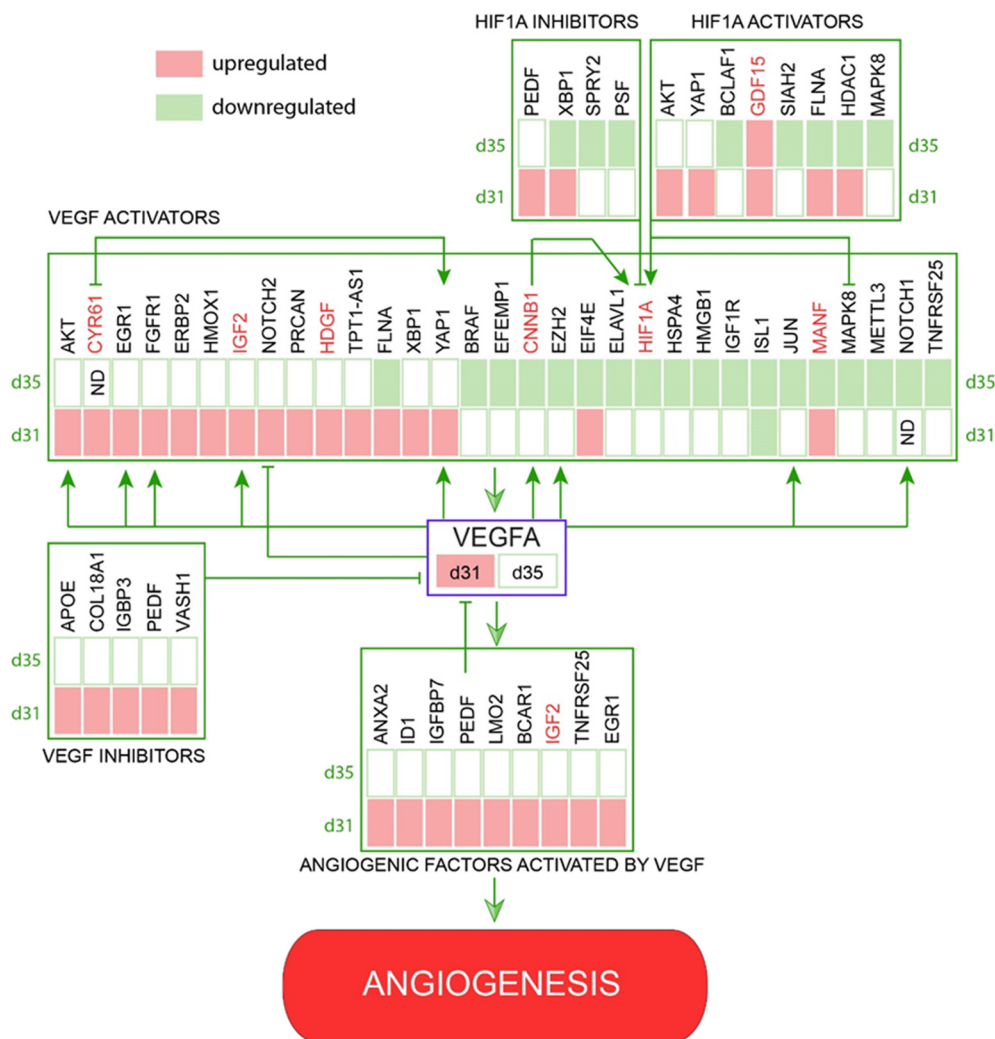 HIF1A INHIBITORS
HIF1A ACTIVATORS
upregulated
downregulated
PEDF
XBP1
SPRY2
PSF
AKT
YAP1
BCLAF1
GDF15
SIAH2
FLNA
HDAC1
MAPK8
d35
d35
d31
d31
VEGF ACTIVATORS
AKT
CYR61
EGR1
FGFR1
ERBP2
HMOX1
IGF2
NOTCH2
PRCAN
HDGF
TPT1-AS1
FLNA
XBP1
YAP1
BRAF
EFEMP1
CNNB1
EZH2
EIF4E
ELAVL1
HIF1A
HSPA4
HMGB1
IGF1R
ISL1
JUN
MANF
MAPK8
METTL3
NOTCH1
TNFRSF25
d35
ND
d35
d31
ND
d31
VEGFA
d31
d35
APOE
COL18A1
IGBP3
PEDF
VASH1
d35
d31
VEGF INHIBITORS
ANXA2
ID1
IGFBP7
PEDF
LMO2
BCAR1
IGF2
TNFRSF25
EGR1
d35
d31
ANGIOGENIC FACTORS ACTIVATED BY VEGF
ANGIOGENESIS